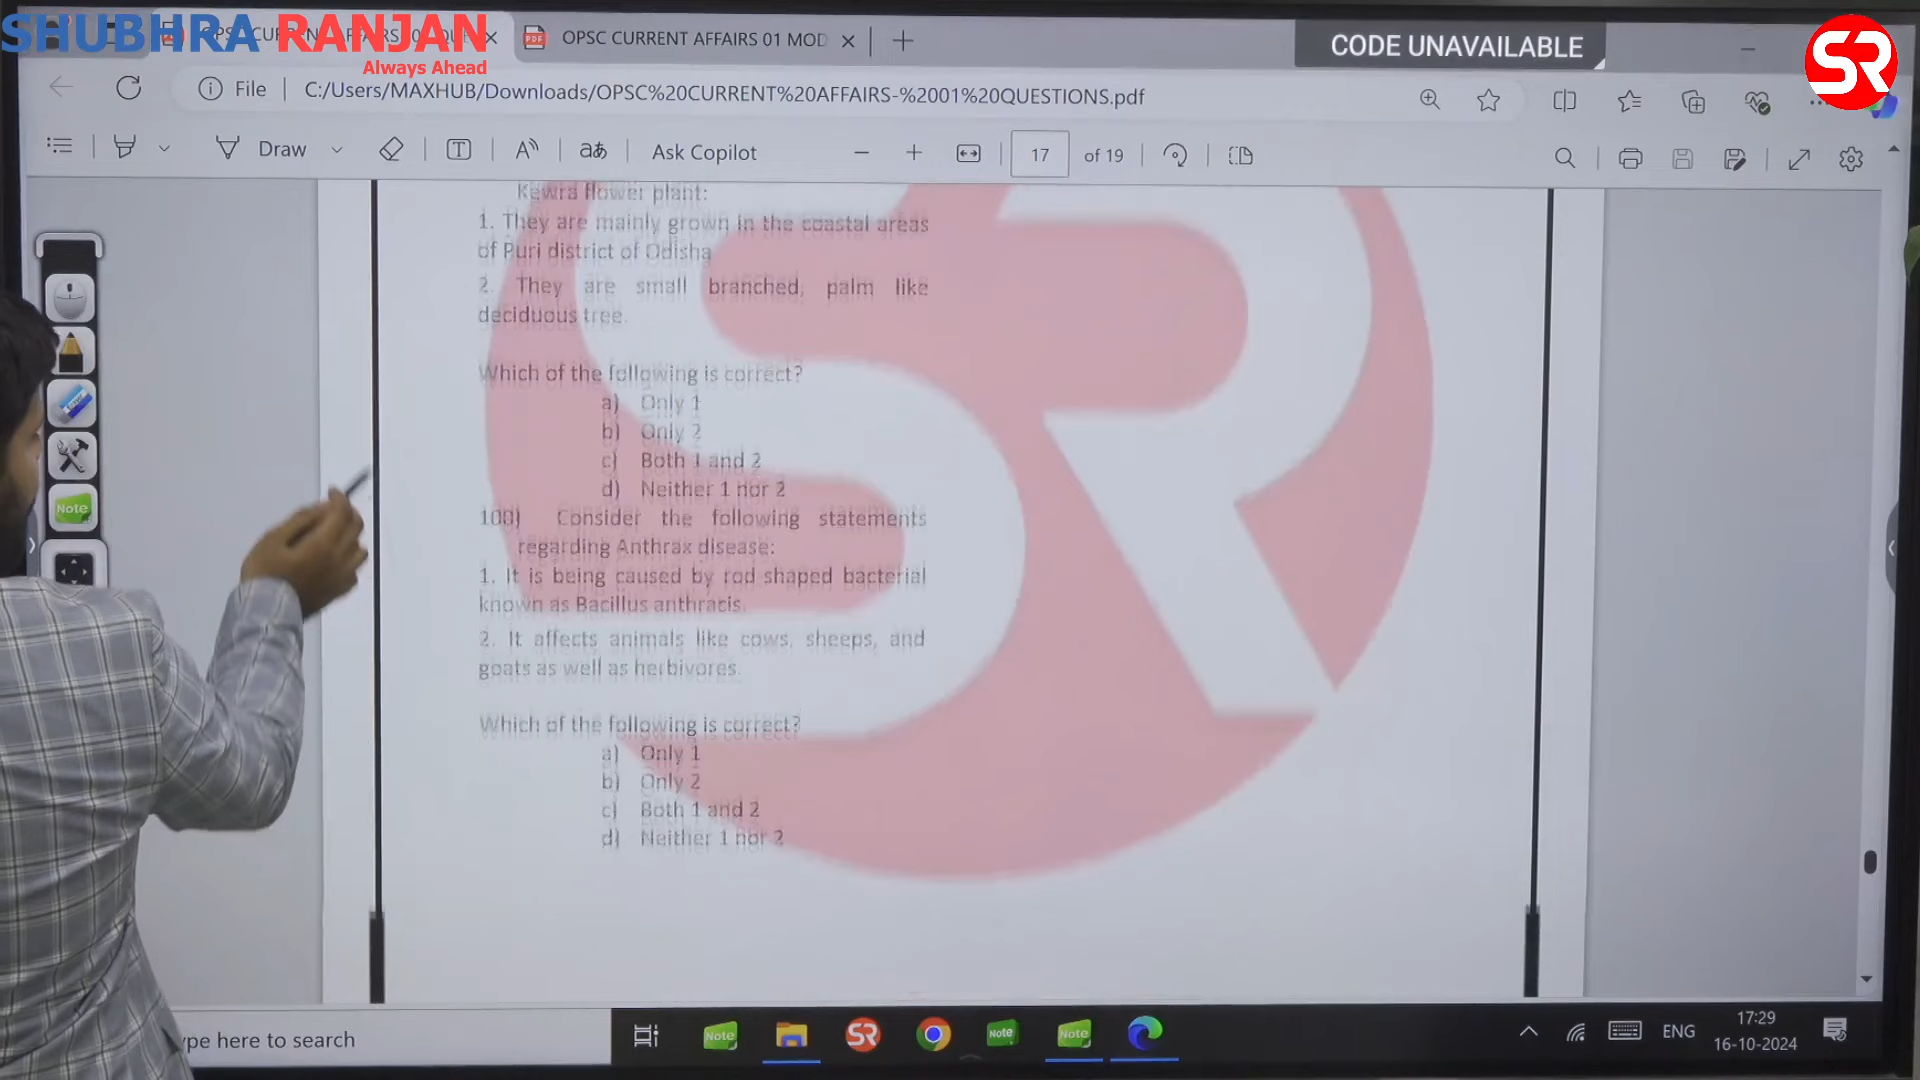 SHUBHRA RANJAN
Always Ahead
OPSC CURRENT AFFAIRS 01 MOD
CODE UNAVAILABLE
SR
File
C:/Users/MAXHUB/Downloads/OPSC%20CURRENT%20AFFAIRS-%2001%20QUESTIONS.pdf
Draw
Ask Copilot
17
of 19
Kewra flower plant:
1. They are mainly grown in the coastal areas
of Puri district of Odisha
2. They are small branched, palm like
deciduous tree.
Which of the following is correct?
a) Only 1
b) Only 2
c) Both 1 and 2
d) Neither 1 nor 2
100) Consider the following statements
regarding Anthrax disease:
1. It is being caused by rod shaped bacterial
known as Bacillus anthracis.
2. It affects animals like cows, sheeps, and
goats as well as herbivores.
Which of the following is correct?
a) Only 1
b) Only 2
c) Both 1 and 2
d) Neither 1 nor 2
Note
SR
ype here to search
Note
SR
Note
Note
ENG
17:29
16-10-2024